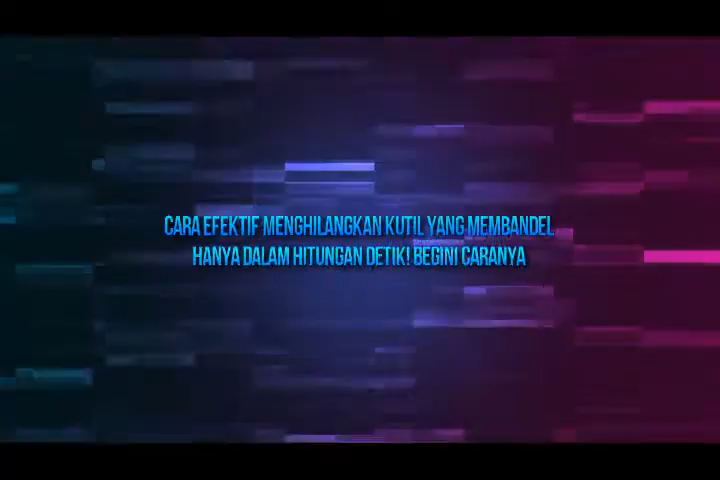 CARA EFEKTIF MENGHILANGKAN KUTIL YANG MEMBANDEL
HANYA DALAM HITUNGAN DETIK! BEGINI CARANYA